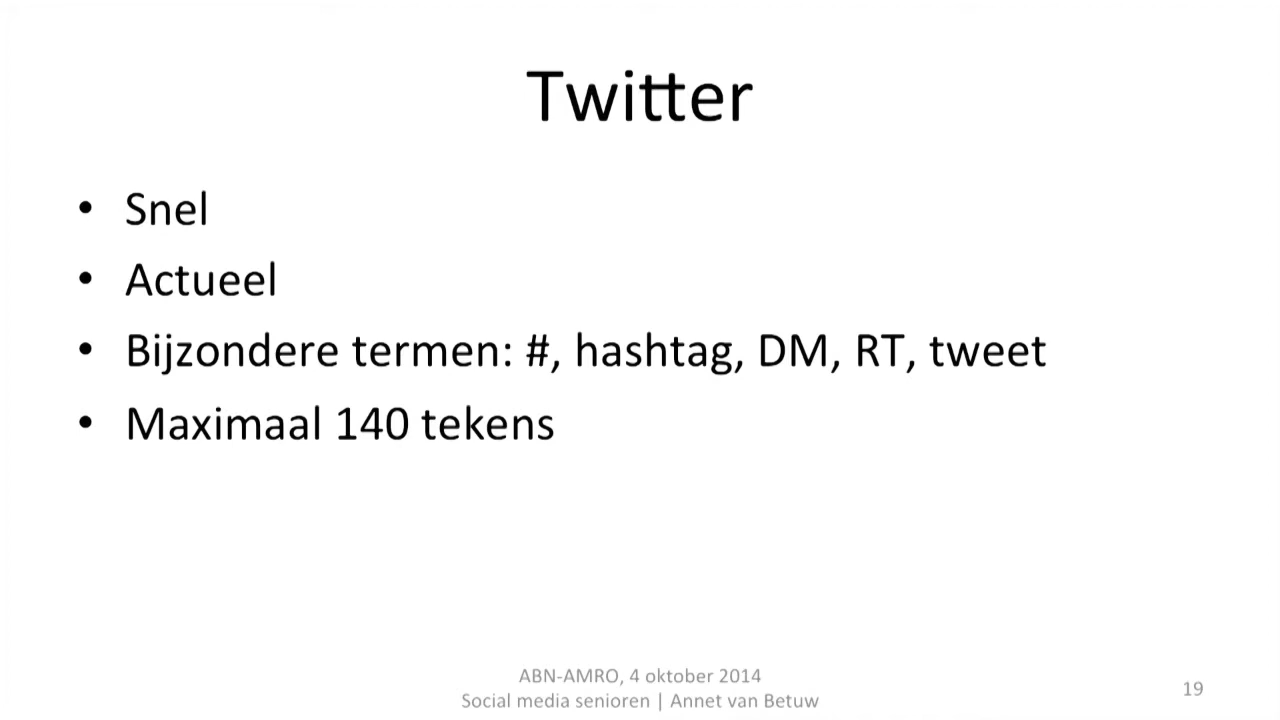 Twitter
• Snel
• Actueel
• Bijzondere termen: #, hashtag, DM, RT, tweet
• Maximaal 140 tekens
ABN-AMRO, 4 oktober 2014
Social media senioren | Annet van Betuw
19